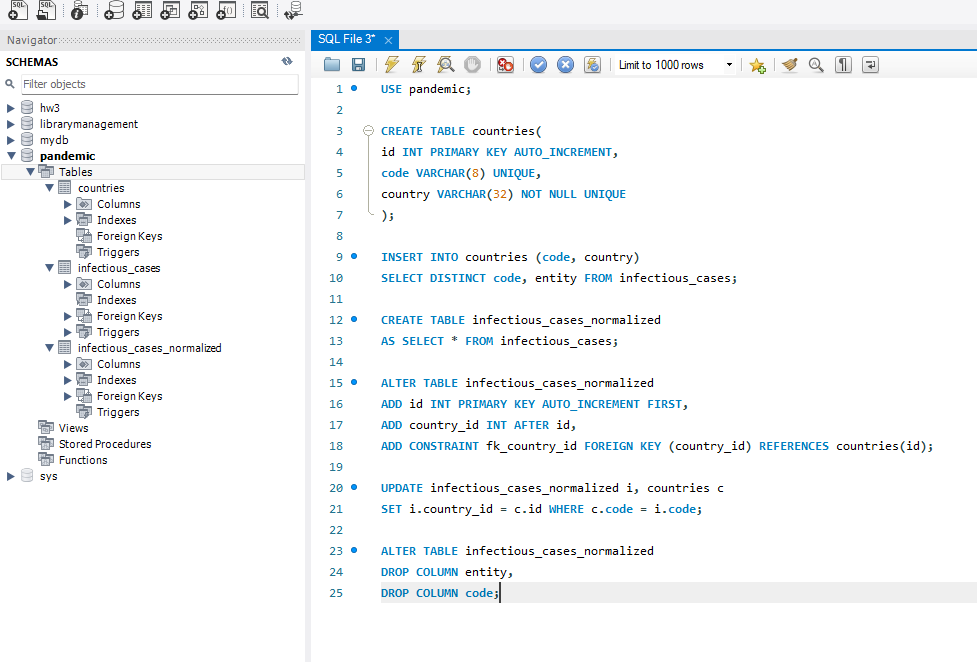 SQL
SQL
Navigator
SCHEMAS
Filter objects
hw3
librarymanagement
mydb
pandemic
Tables
countries
Columns
Indexes
Foreign Keys
Triggers
infectious_cases
Columns
Indexes
Foreign Keys
Triggers
infectious_cases_normalized
Columns
Indexes
Foreign Keys
Triggers
Views
Stored Procedures
Functions
sys
SQL File 3*
Limit to 1000 rows
1 USE pandemic;
2
3 CREATE TABLE countries(
4 id INT PRIMARY KEY AUTO_INCREMENT,
5 code VARCHAR(8) UNIQUE,
6 country VARCHAR(32) NOT NULL UNIQUE
7 );
8
9 INSERT INTO countries (code, country)
10 SELECT DISTINCT code, entity FROM infectious_cases;
11
12 CREATE TABLE infectious_cases_normalized
13 AS SELECT * FROM infectious_cases;
14
15 ALTER TABLE infectious_cases_normalized
16 ADD id INT PRIMARY KEY AUTO_INCREMENT FIRST,
17 ADD country_id INT AFTER id,
18 ADD CONSTRAINT fk_country_id FOREIGN KEY (country_id) REFERENCES countries(id);
19
20 UPDATE infectious_cases_normalized i, countries c
21 SET i.country_id = c.id WHERE c.code = i.code;
22
23 ALTER TABLE infectious_cases_normalized
24 DROP COLUMN entity,
25 DROP COLUMN code;